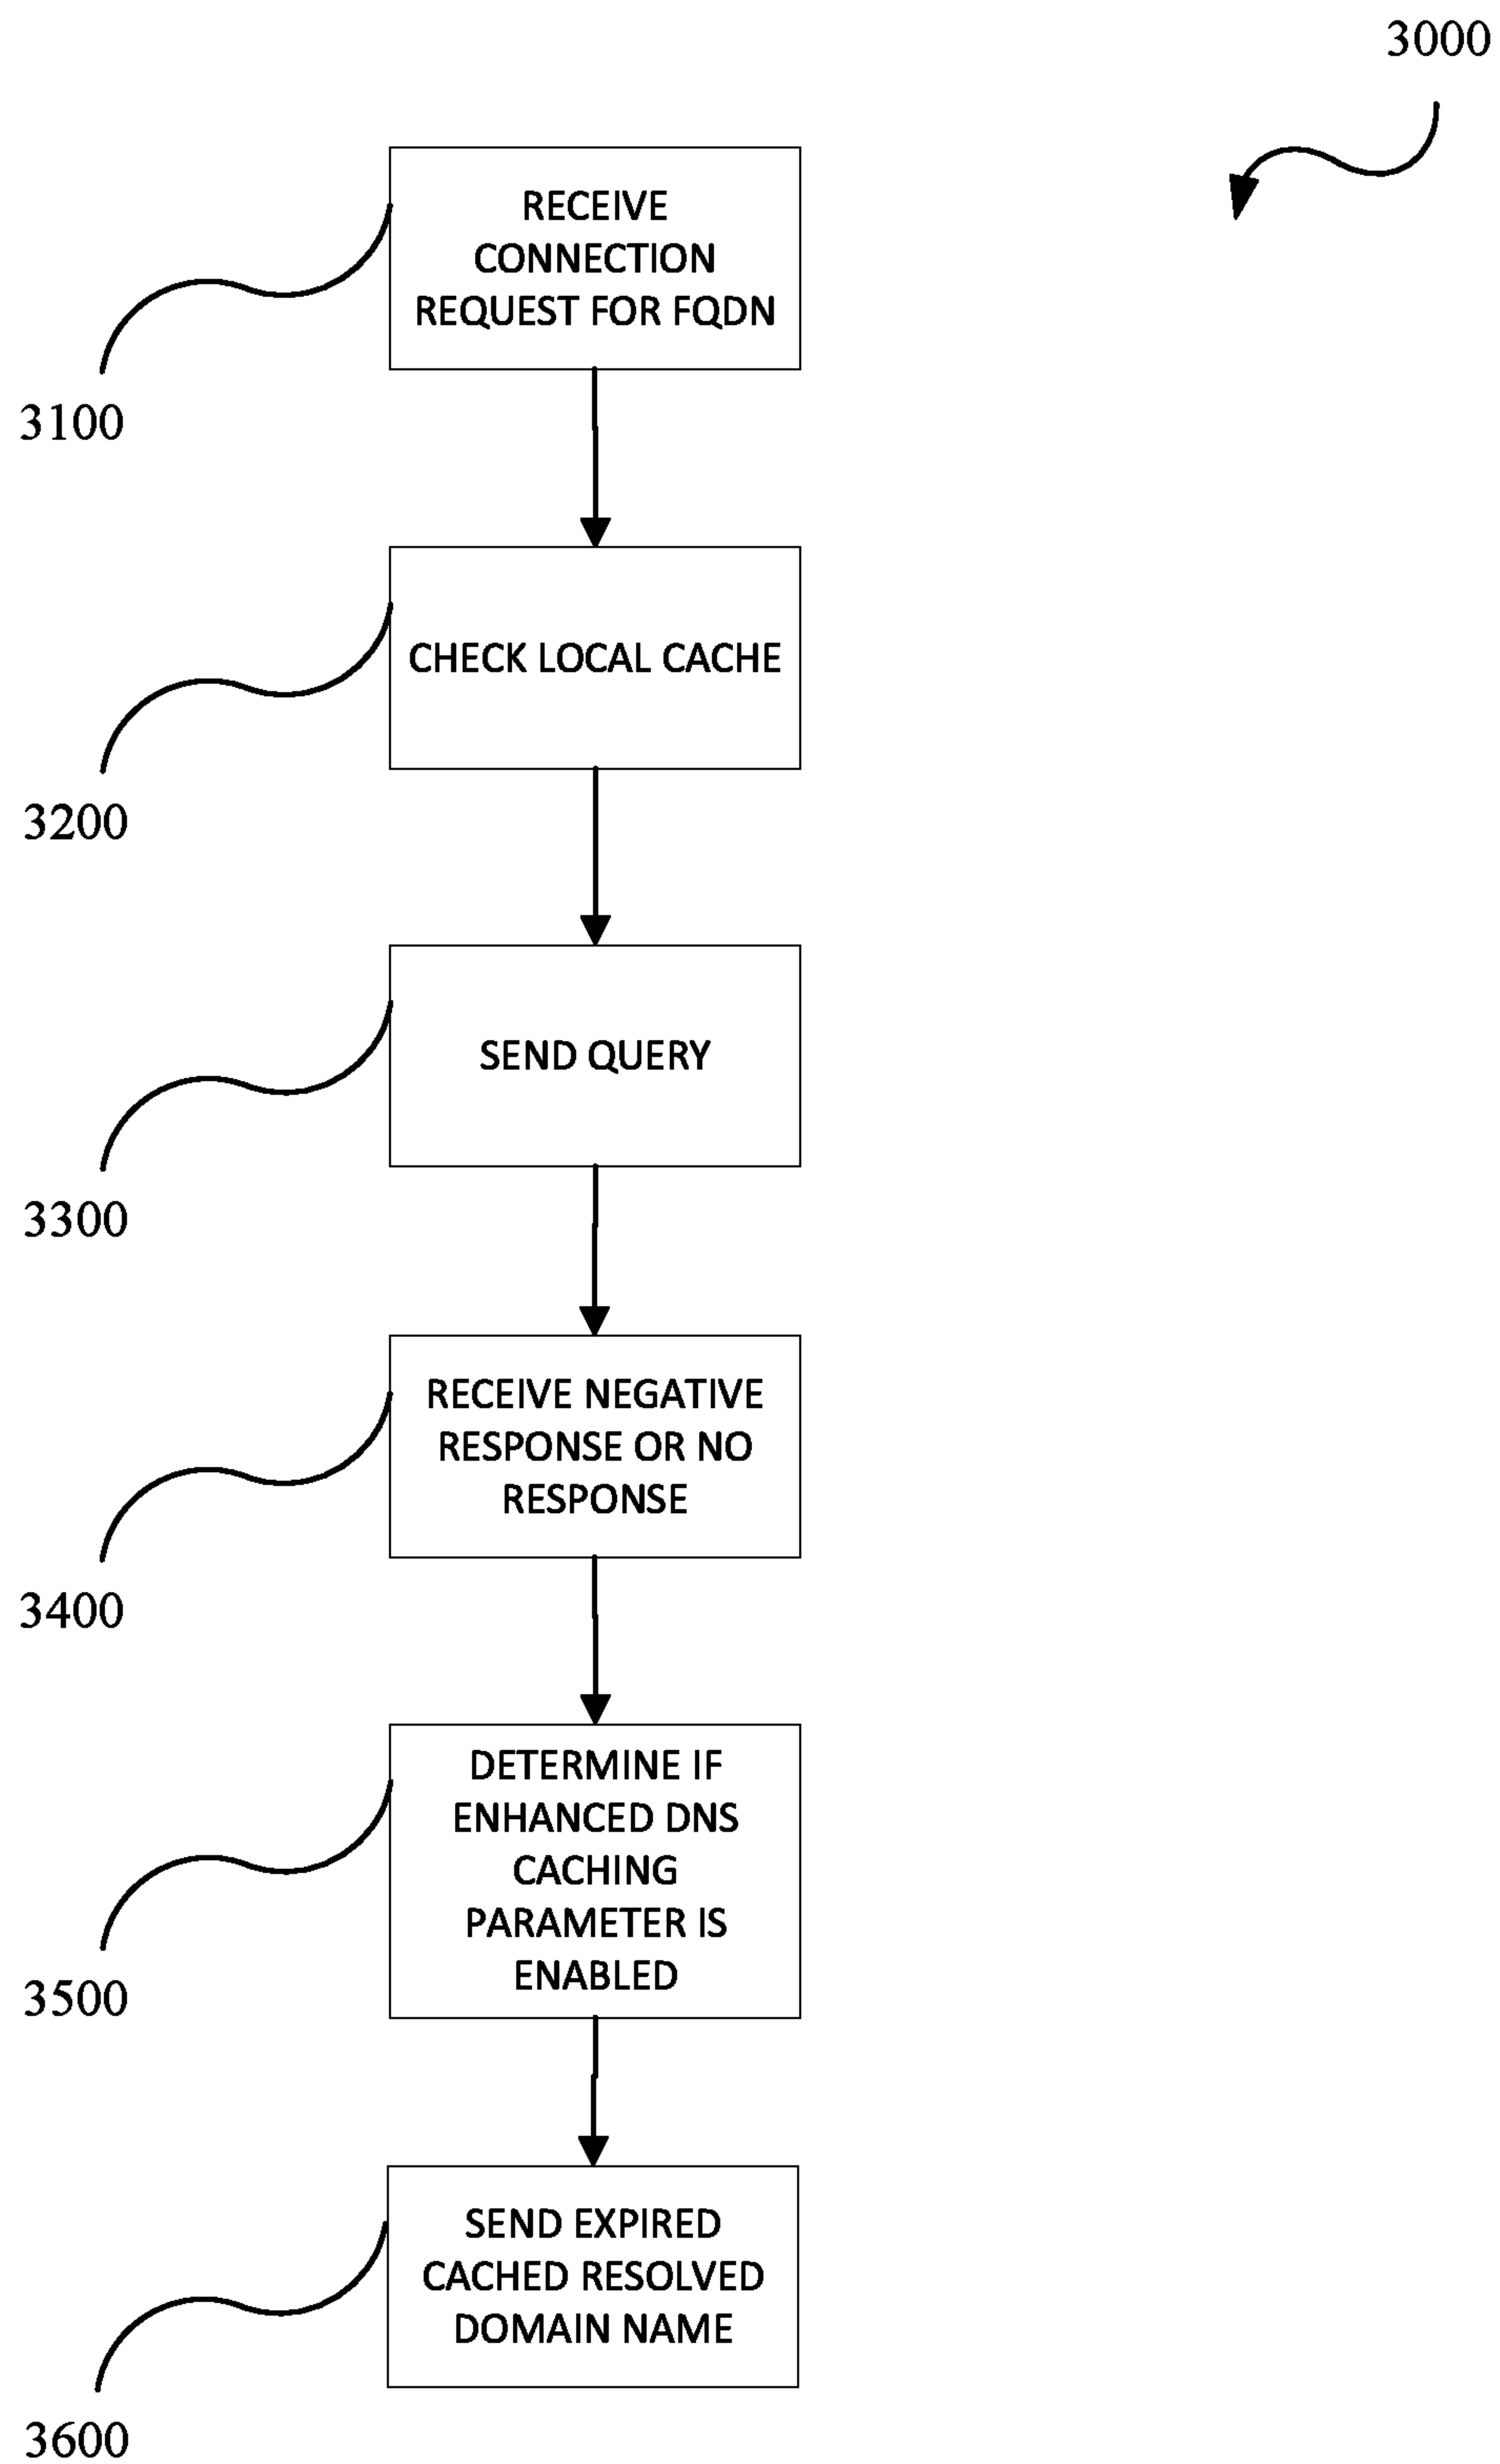 3000
RECEIVE
CONNECTION
REQUEST FOR FQDN
3100
CHECK LOCAL CACHE
3200
SEND QUERY
3300
RECEIVE NEGATIVE
RESPONSE OR NO
RESPONSE
3400
DETERMINE IF
ENHANCED DNS
CACHING
PARAMETER IS
ENABLED
3500
SEND EXPIRED
CACHED RESOLVED
DOMAIN NAME
3600